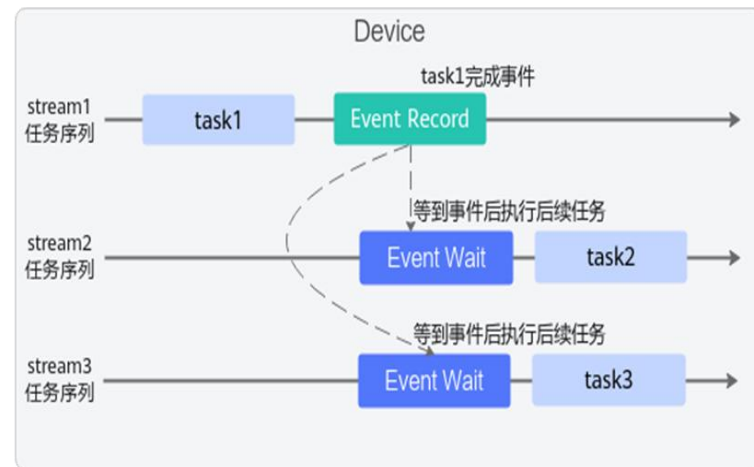 Device
task1完成事件
stream1
任务序列
task1
Event Record
等到事件后执行后续任务
stream2
任务序列
Event Wait
task2
等到事件后执行后续任务
stream3
任务序列
Event Wait
task3